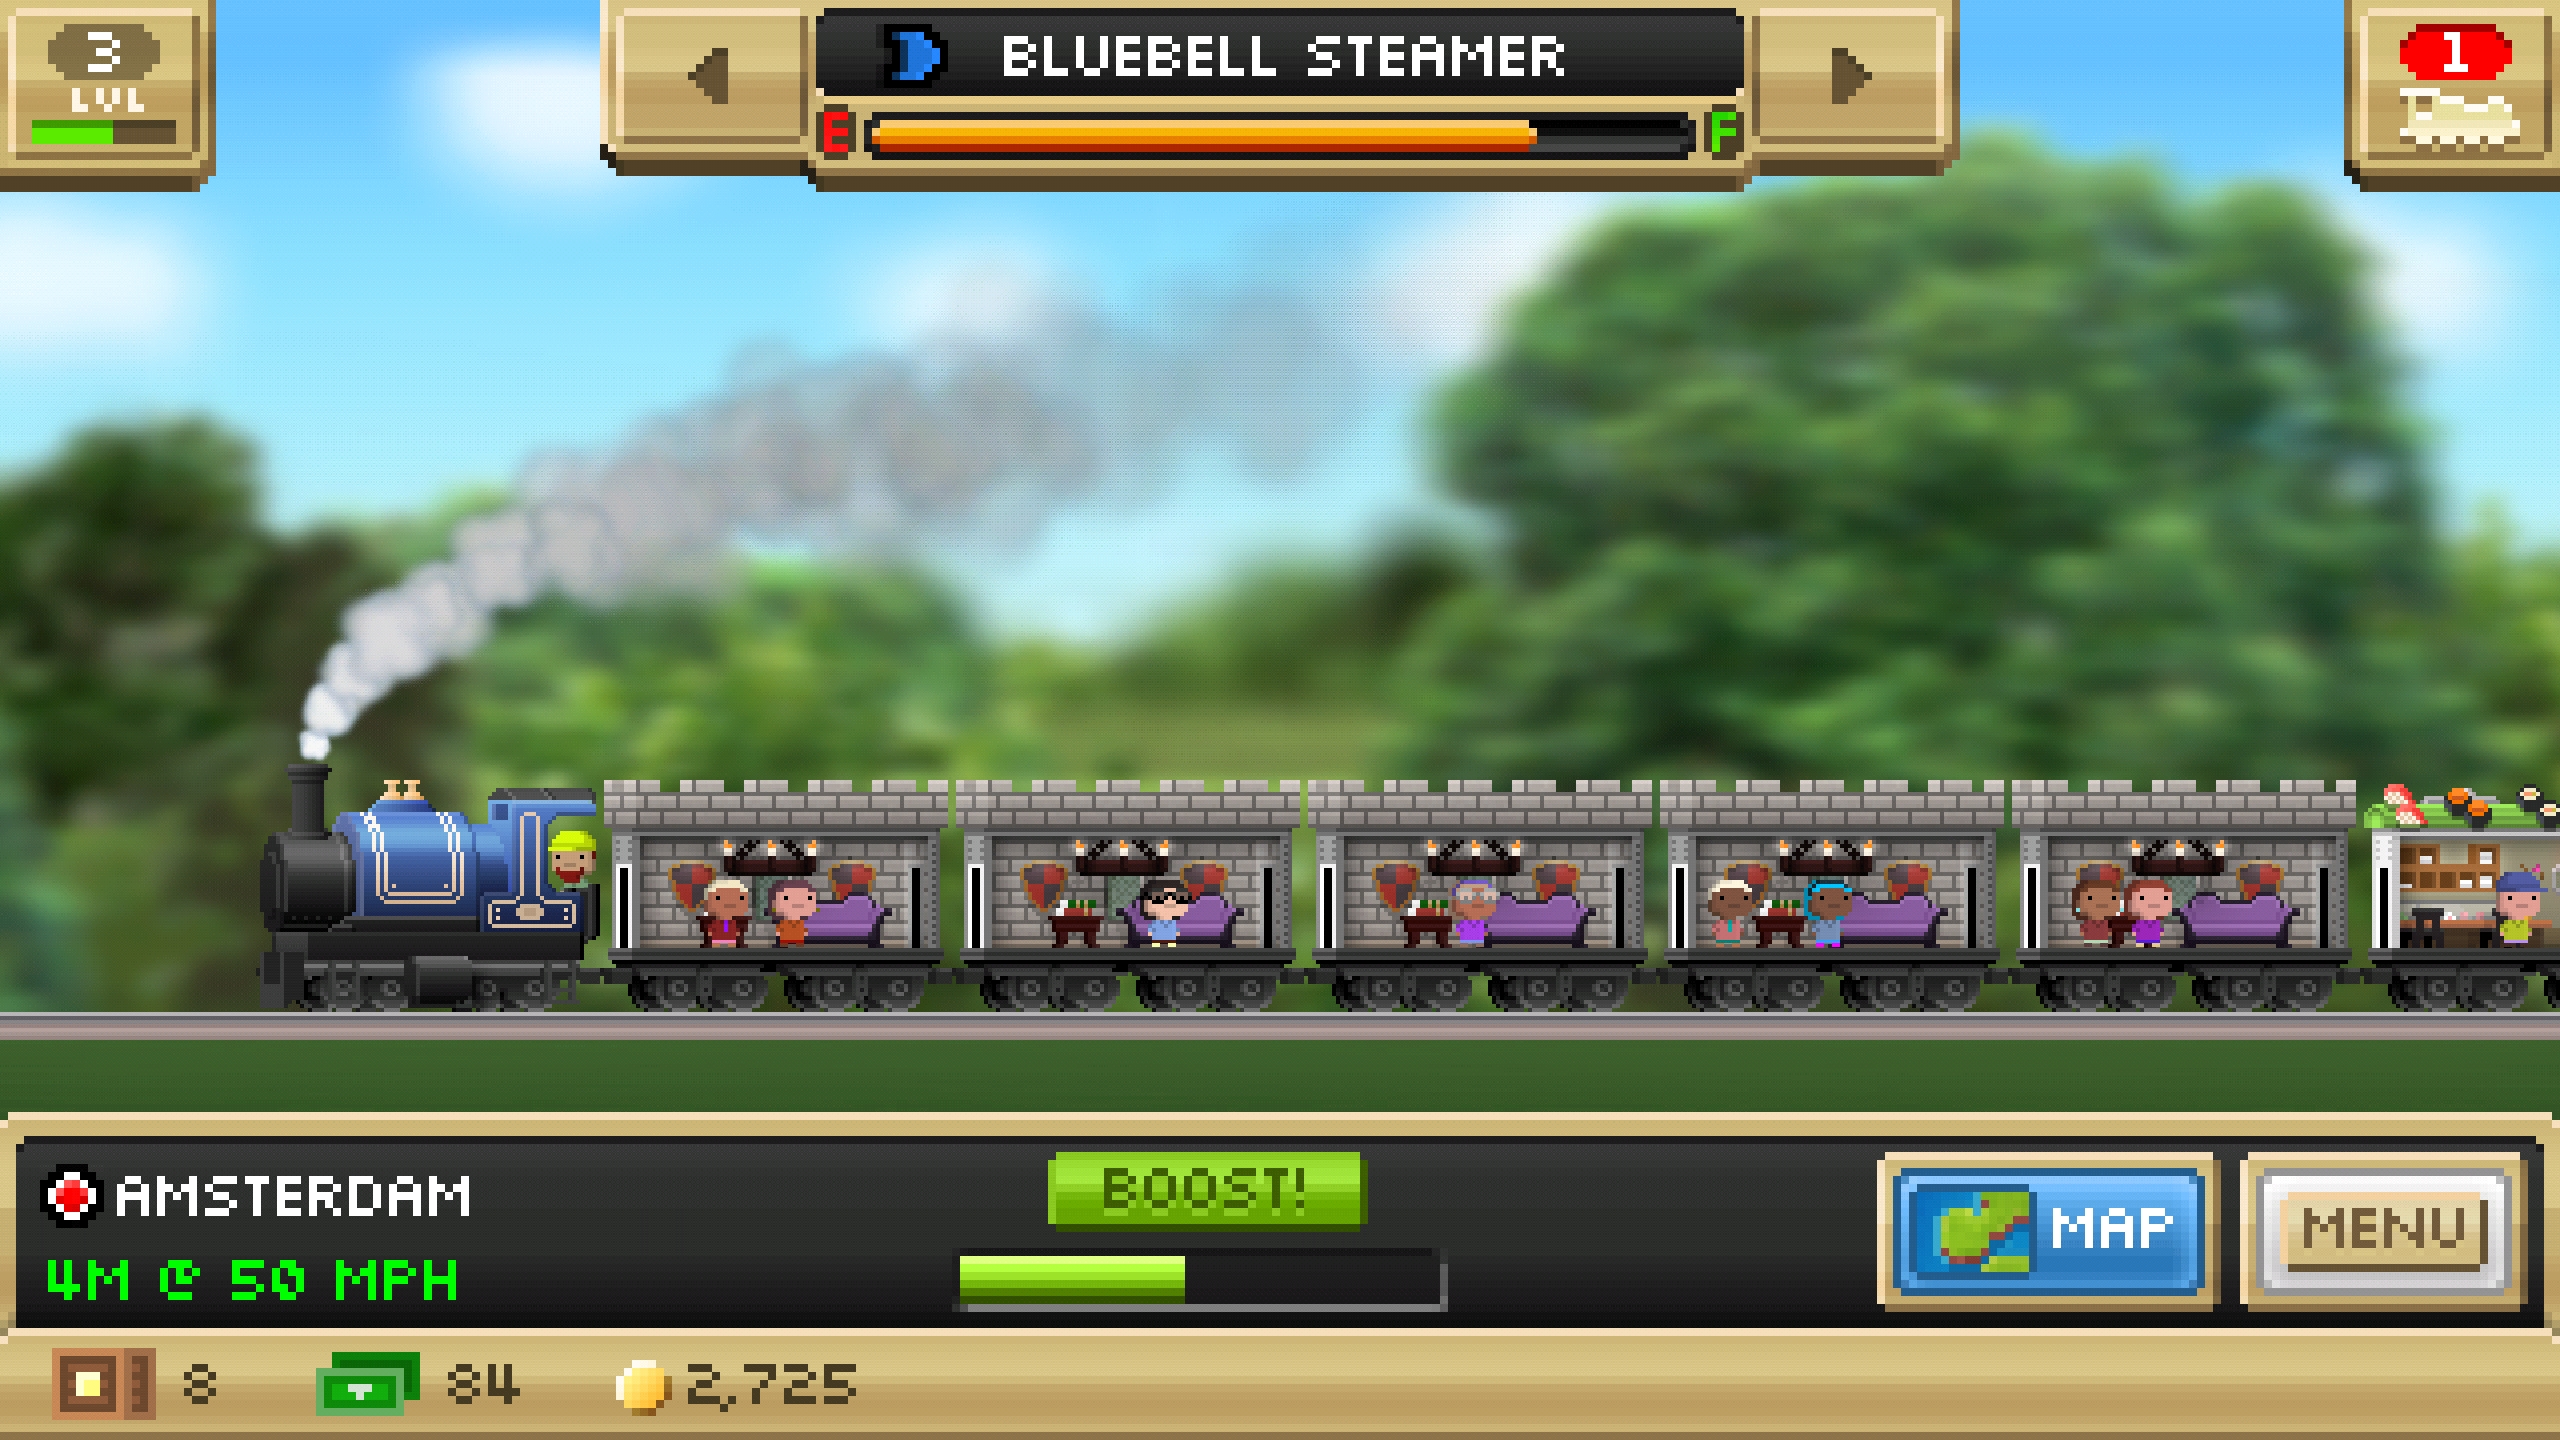 3
LVL
BLUEBELL STEAMER
E F
1
AMSTERDAM
4M @ 50 MPH
BOOST!
MAP
MENU
8
84
2,725